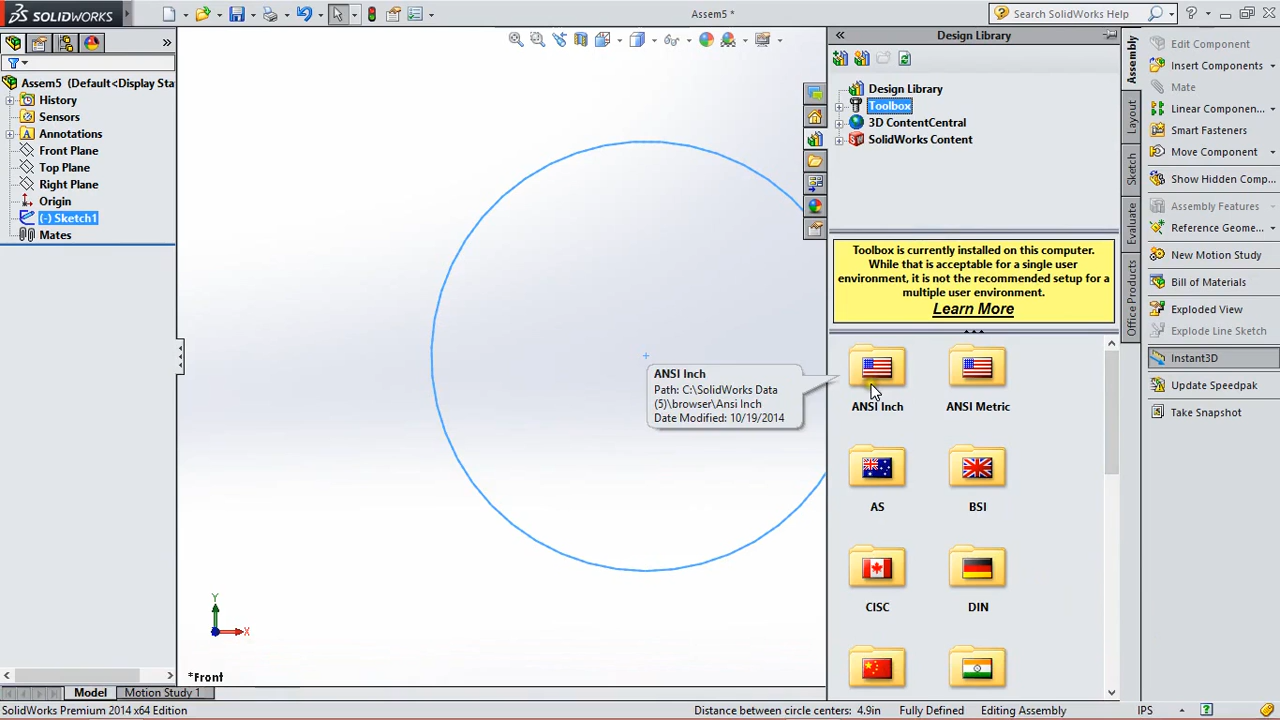 SOLIDWORKS
Assem5 *
Search SolidWorks Help
Assem5 (Default<Display Sta
History
Sensors
Annotations
Front Plane
Top Plane
Right Plane
Origin
(-) Sketch1
Mates
Design Library
Design Library
Toolbox
3D ContentCentral
SolidWorks Content
Toolbox is currently installed on this computer.
While that is acceptable for a single user
environment, it is not the recommended setup for a
multiple user environment.
Learn More
ANSI Inch
Path: C:\SolidWorks Data
(5)\browser\Ansi Inch
Date Modified: 10/19/2014
ANSI Inch
ANSI Metric
AS
BSI
CISC
DIN
Assembly
Layout
Sketch
Evaluate
Office Products
Edit Component
Insert Components
Mate
Linear Componen...
Smart Fasteners
Move Component
Show Hidden Comp...
Assembly Features
Reference Geome...
New Motion Study
Bill of Materials
Exploded View
Explode Line Sketch
Instant3D
Update Speedpak
Take Snapshot
Y
X
*Front
Model
Motion Study 1
SolidWorks Premium 2014 x64 Edition
Distance between circle centers: 4.9in
Fully Defined
Editing Assembly
IPS